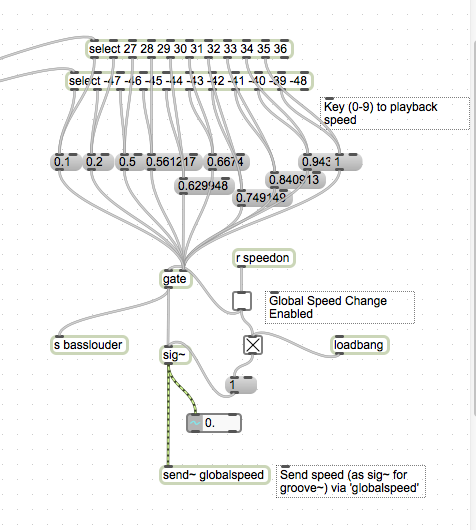 select 27 28 29 30 31 32 33 34 35 36
select -47 -46 -45 -44 -43 -42 -41 -40 -39 -48
Key (0-9) to playback
speed
0.1
0.2
0.5
0.561217
0.6674
0.943
1
0.629948
0.840913
0.749149
r speedon
gate
Global Speed Change
Enabled
s basslouder
sig~
loadbang
1
~ 0.
send~ globalspeed
Send speed (as sig~ for
groove~) via 'globalspeed'